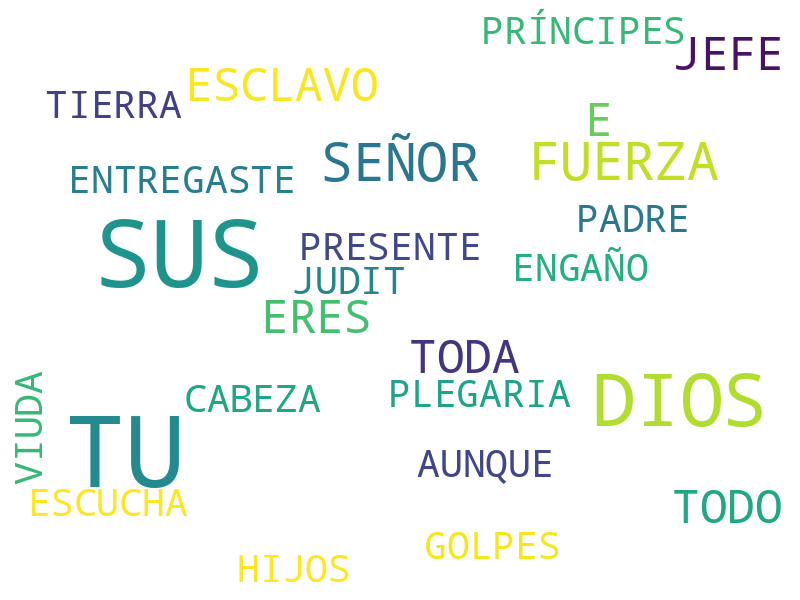 PRÍNCIPES
JEFE
ESCLAVO
TIERRA
E
SEÑOR
FUERZA
ENTREGASTE
PADRE
SUS
PRESENTE
ENGAÑO
JUDIT
ERES
TODA
DIOS
PLEGARIA
CABEZA
VIUDA
TU
AUNQUE
ESCUCHA
TODO
GOLPES
HIJOS